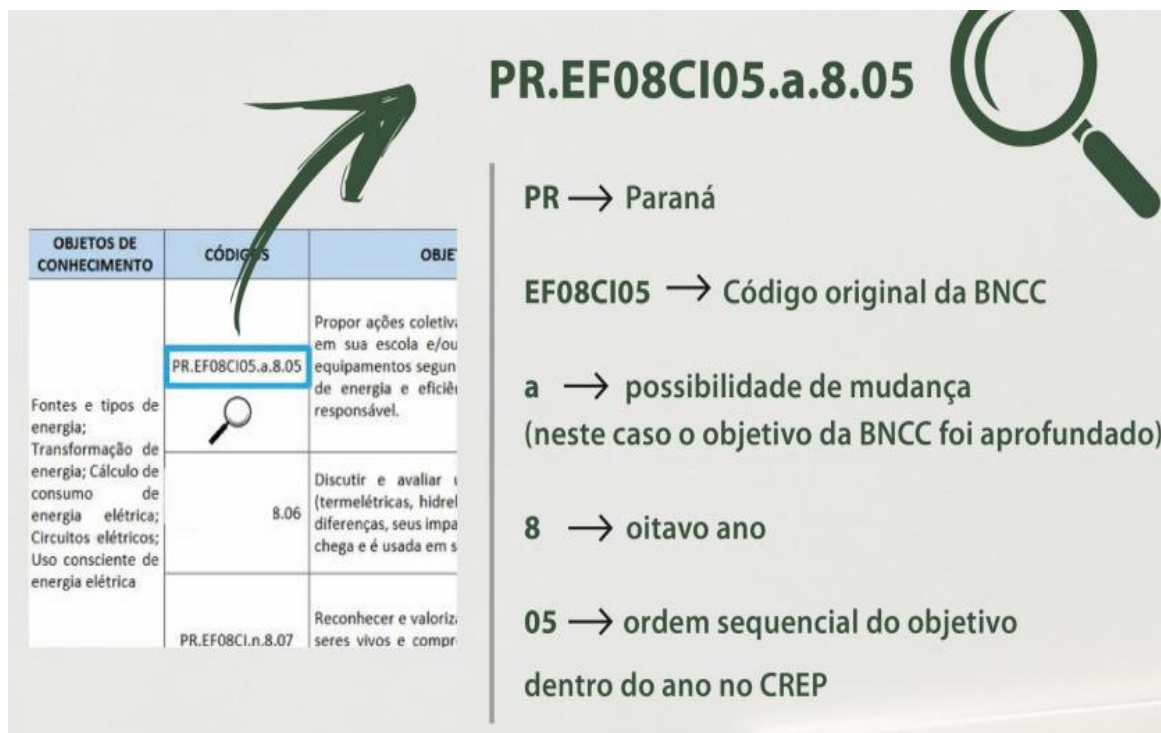 PR.EF08CI05.a.8.05
PR → Paraná
EF08CI05 → Código original da BNCC
a → possibilidade de mudança
(neste caso o objetivo da BNCC foi aprofundado)
8 → oitavo ano
05 → ordem sequencial do objetivo
dentro do ano no CREP
OBJETOS DE
CONHECIMENTO
CÓDIGOS
OBJE
Fontes e tipos de
energia;
Transformação de
energia; Cálculo de
consumo de
energia elétrica;
Circuitos elétricos;
Uso consciente de
energia elétrica
PR.EF08CI05.a.8.05
Propor ações coletiv
em sua escola e/ou
equipamentos segun
de energia e eficiê
responsável.
8.06
Discutir e avaliar
(termelétricas, hidrel
diferenças, seus impa
chega e é usada em s
PR.EF08CI.n.8.07
Reconhecer e valoriz
seres vivos e compr